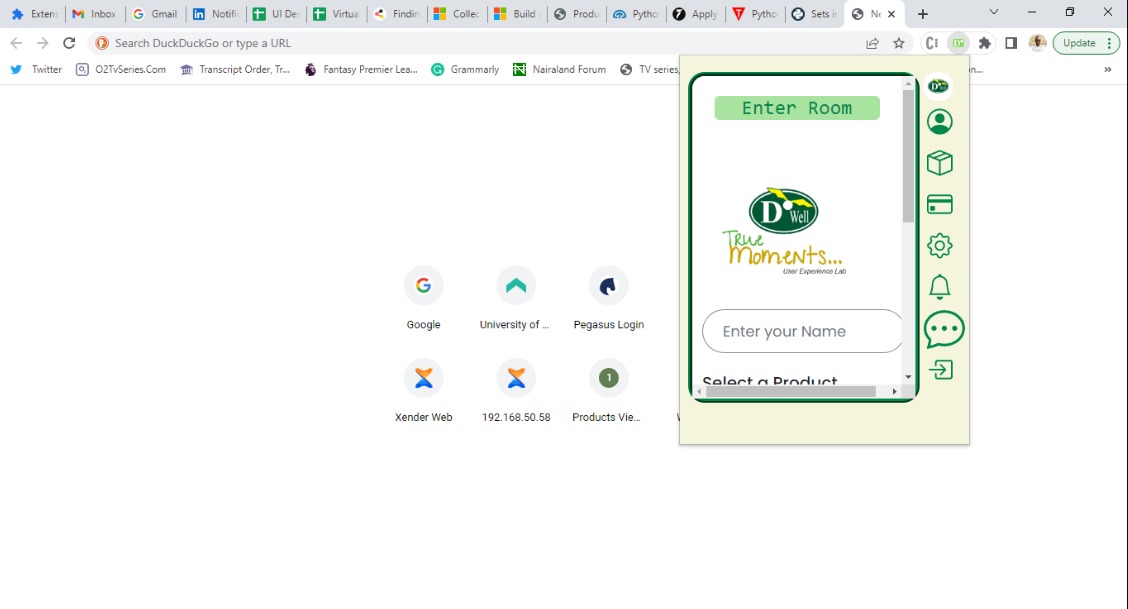 Extens
Inbox
Gmail
Notific
UI Des
Virtua
Findin
Collec
Build a
Produ
Pytho
Apply
Pytho
Sets in
Ne
Search DuckDuckGo or type a URL
Update
Twitter
O2TvSeries.Com
Transcript Order, Tr...
Fantasy Premier Lea...
Grammarly
Nairaland Forum
TV series,
Enter Room
D Well
True
Moments...
User Experience Lab
Enter your Name
Select a Product
Google
University of ...
Pegasus Login
Xender Web
192.168.50.58
1
Products Vie...